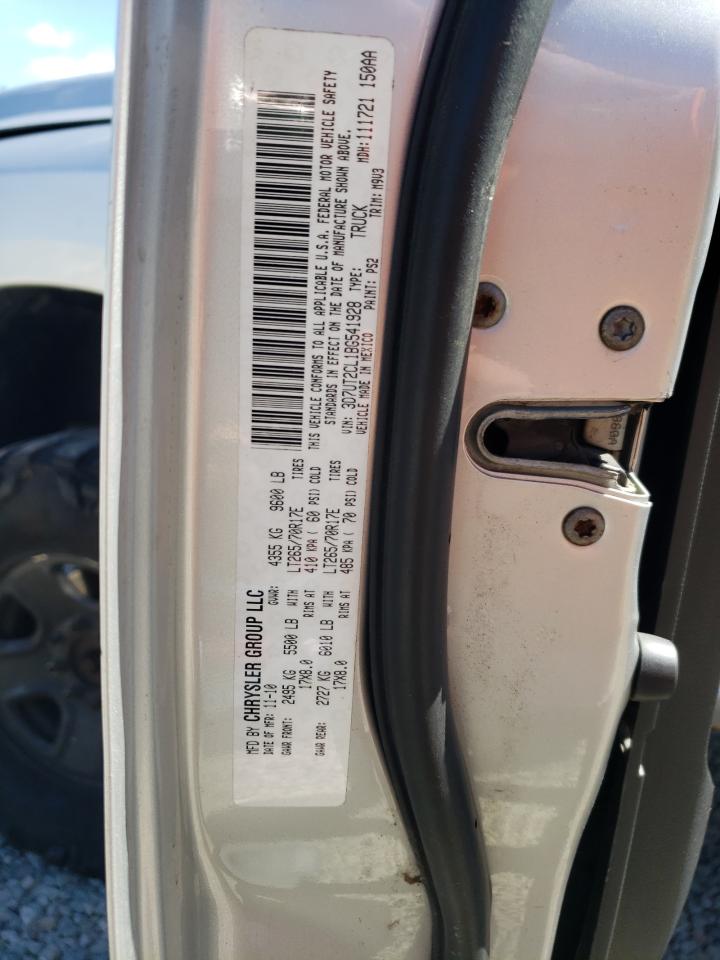 MFD BY CHRYSLER GROUP LLC
DATE OF MFR: 11-10 GVWR: 4355 KG 9600 LB
GAWR FRONT: 2495 KG 5500 LB WITH LT265/70R17E TIRES
17X8.0 RIMS AT 410 KPA ( 60 PSI) COLD
GAWR REAR: 2727 KG 6010 LB WITH LT265/70R17E TIRES
17X8.0 RIMS AT 485 KPA ( 70 PSI) COLD
THIS VEHICLE CONFORMS TO ALL APPLICABLE U.S.A. FEDERAL MOTOR VEHICLE SAFETY
STANDARDS IN EFFECT ON THE DATE OF MANUFACTURE SHOWN ABOVE.
VIN: 3D7UT2CL1BG541928 TYPE: TRUCK MDH:111721 150AA
VEHICLE MADE IN MEXICO PAINT: PS2 TRIM: M9V3